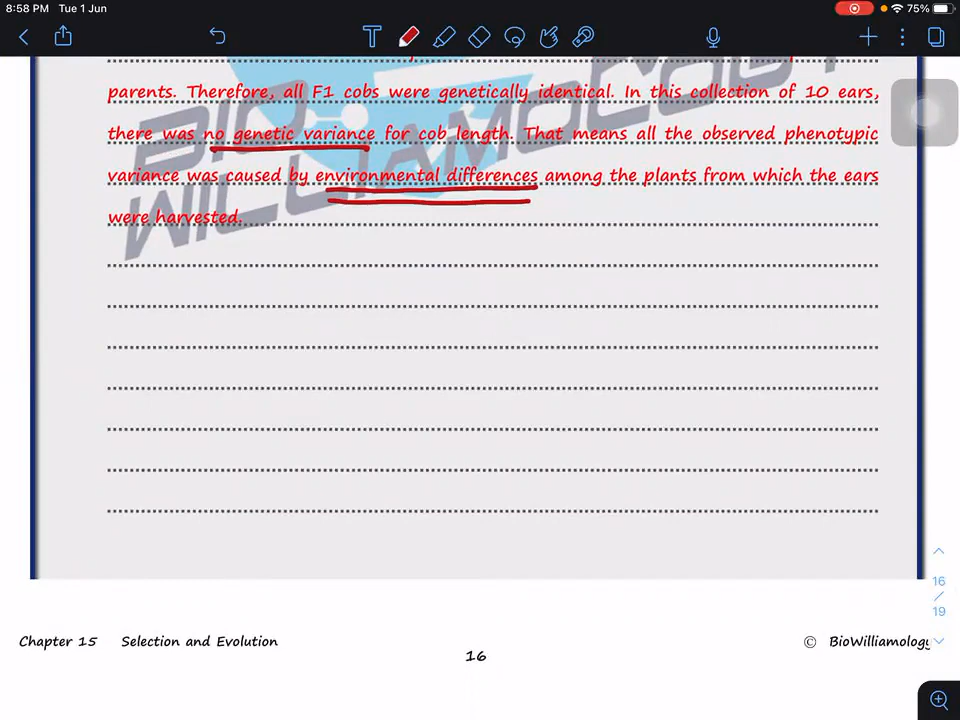 8:58 PM Tue 1 Jun
75%
parents. Therefore, all F1 cobs were genetically identical. In this collection of 10 ears,
there was no genetic variance for cob length. That means all the observed phenotypic
variance was caused by environmental differences among the plants from which the ears
were harvested.
BIO
WILLIAMOLOGY
16
/
19
Chapter 15 Selection and Evolution
© BioWilliamology
16